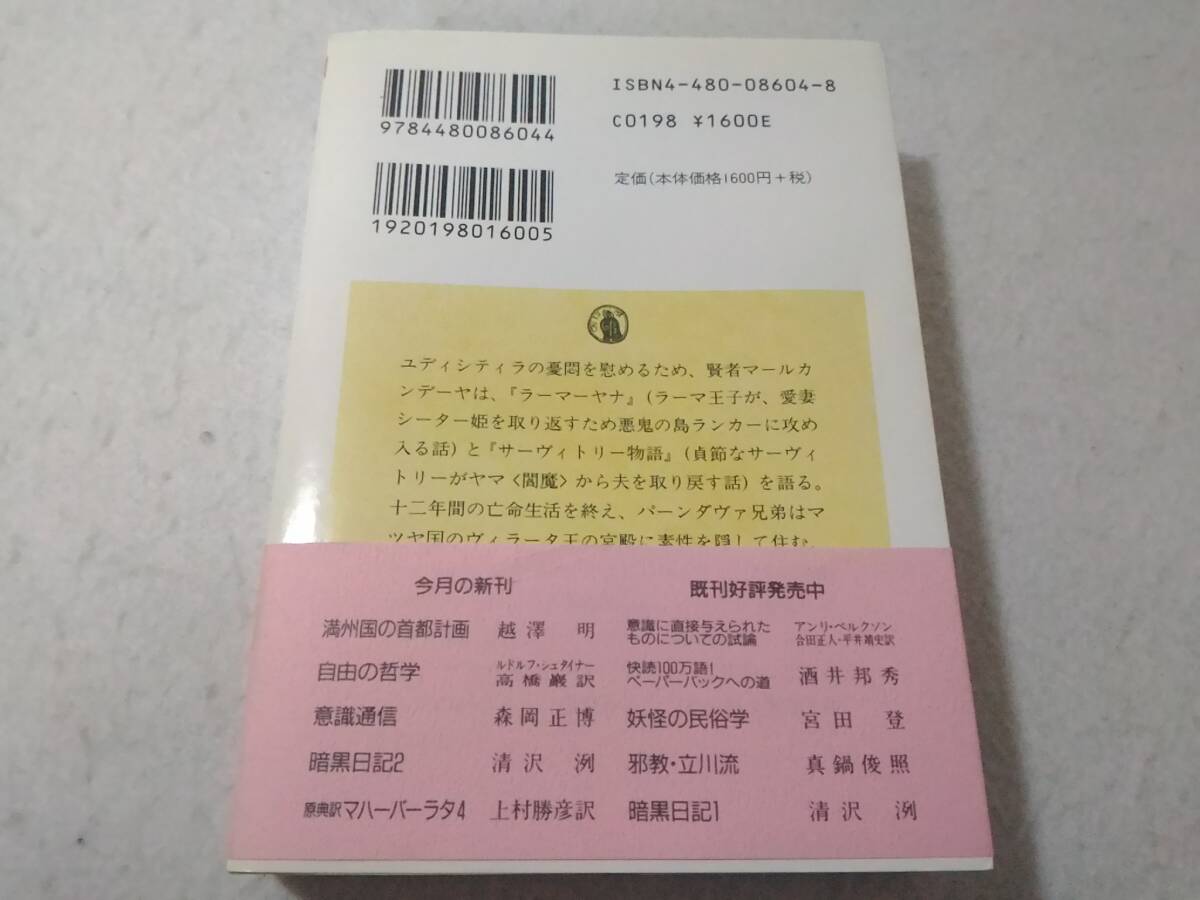 9784480086044
ISBN4-480-08604-8
C0198 ¥1600E
定価(本体価格1600円+税)
1920198016005
ユディシティラの憂悶を慰めるため、賢者マールカ
ンデーヤは、『ラーマーヤナ』(ラーマ王子が、愛妻
シーター姫を取り返すため悪鬼の島ランカーに攻め
入る話)と『サーヴィトリー物語』(貞節なサーヴィ
トリーがヤマ〈閻魔〉から夫を取り戻す話)を語る。
十二年間の亡命生活を終え、パーンダヴァ兄弟はマ
ツヤ国のヴィラータ王の宮殿に素性を隠して住む。
今月の新刊
満州国の首都計画 越澤 明
自由の哲学 ルドルフ・シュタイナー
高橋巖訳
意識通信 森岡正博
暗黒日記2 清沢 洌
原典訳マハーバーラタ4 上村勝彦訳
既刊好評発売中
意識に直接与えられた
ものについての試論
アンリ・ベルクソン
合田正人・平井靖史訳
快読100万語!
ペーパーバックへの道
酒井邦秀
妖怪の民俗学 宮田 登
邪教・立川流 真鍋俊照
暗黒日記1 清沢 洌